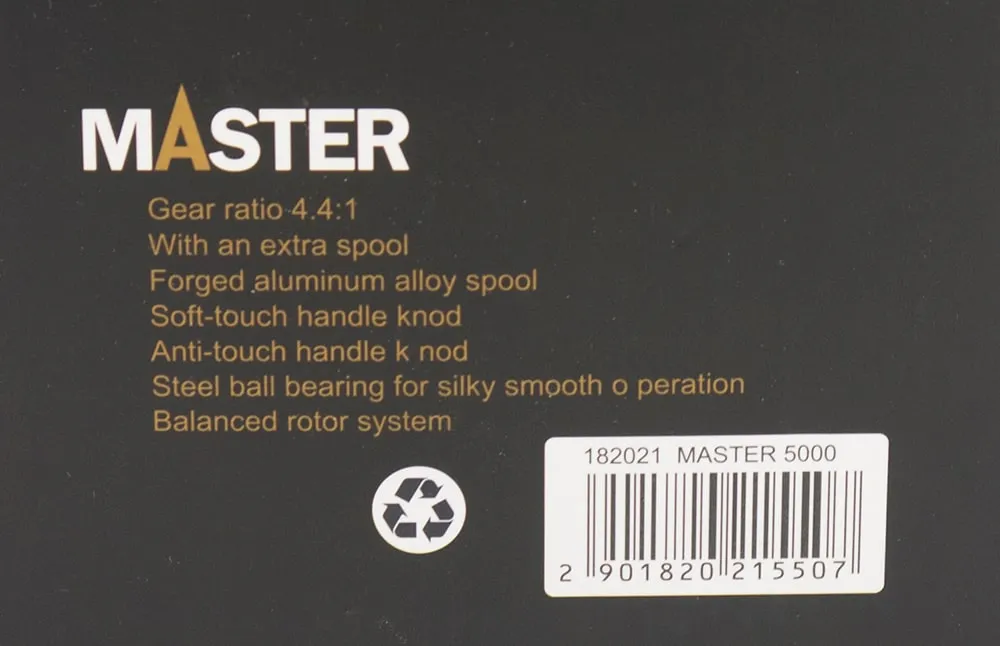 MASTER
Gear ratio 4.4:1
With an extra spool
Forged aluminum alloy spool
Soft-touch handle knod
Anti-touch handle k nod
Steel ball bearing for silky smooth o peration
Balanced rotor system
182021 MASTER 5000
2 901820 215507